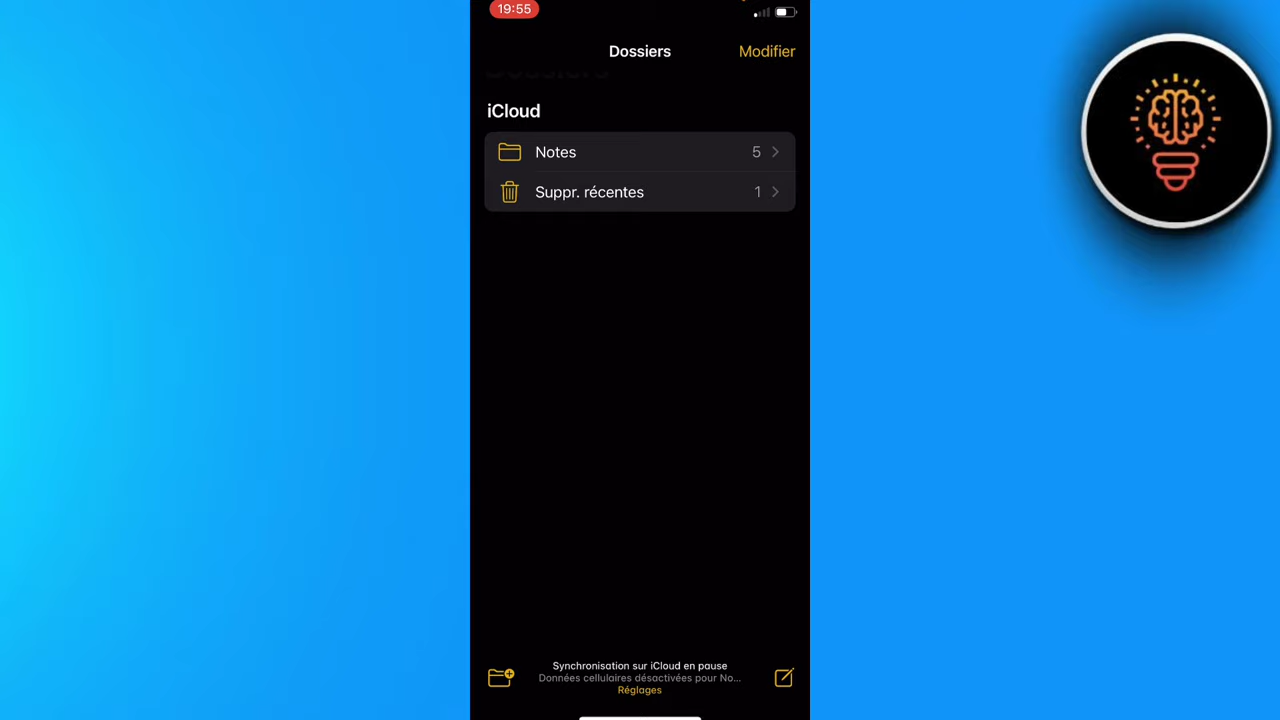 19:55
Dossiers
Modifier
iCloud
Notes 5
Suppr. récentes 1
Synchronisation sur iCloud en pause
Données cellulaires désactivées pour No...
Réglages